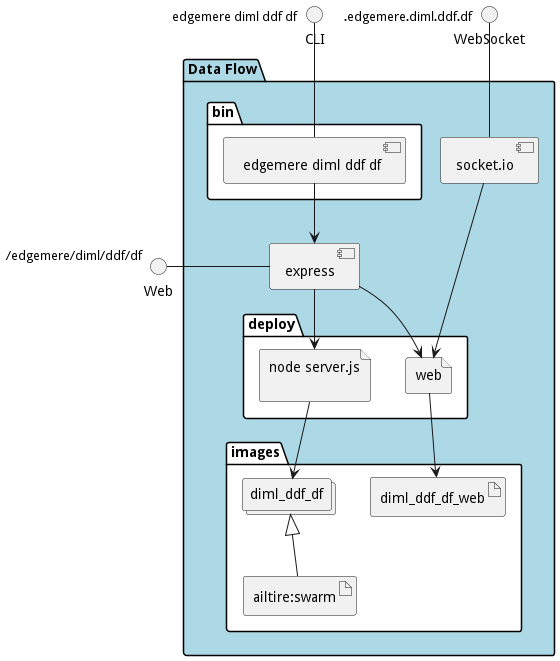 edgemere diml ddf df
.edgemere.diml.ddf.df
CLI
WebSocket
Data Flow
bin
edgemere diml ddf df
socket.io
/edgemere/diml/ddf/df
express
Web
deploy
node server.js
web
images
diml_ddf_df
diml_ddf_df_web
ailtire:swarm